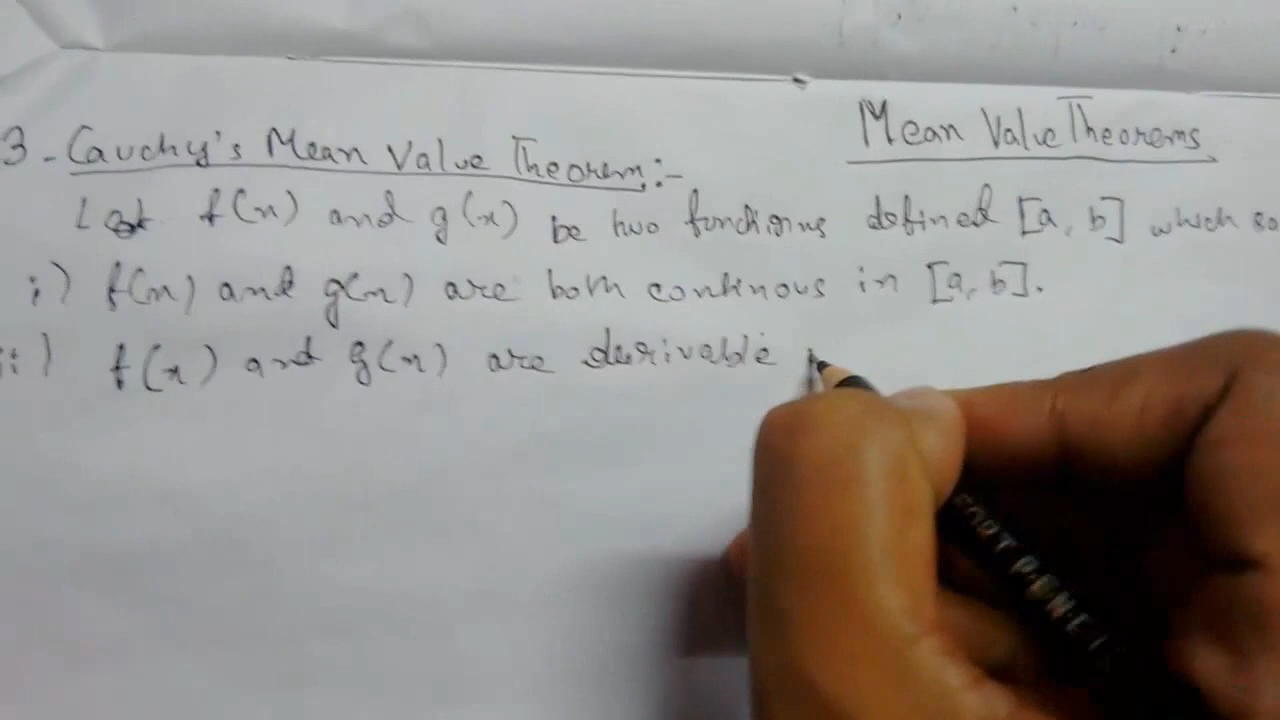 Mean Value Theorems
3 - Cauchy's Mean Value Theorem:-
Let f(x) and g(x) be two functions defined [a, b] which sa
i) f(x) and g(x) are both continous in [a, b].
ii) f(x) and g(x) are derivable